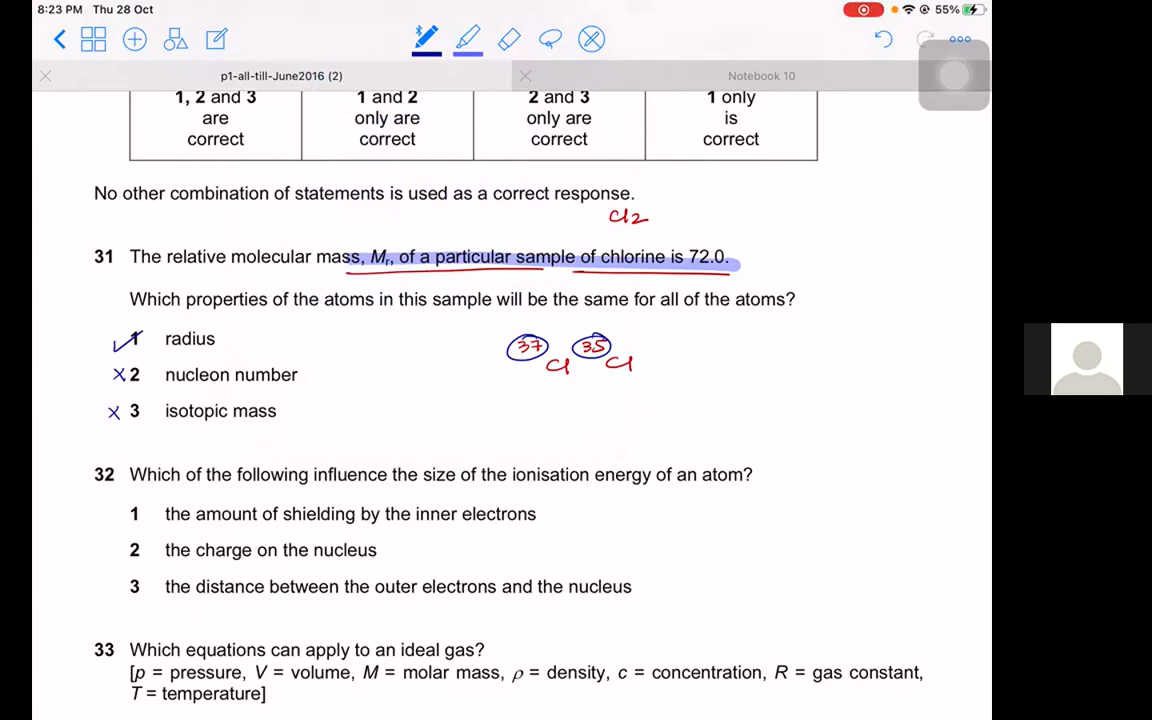 8:23 PM Thu 28 Oct
55%
p1-all-till-June2016 (2)
Notebook 10
1, 2 and 3 are correct
1 and 2 only are correct
2 and 3 only are correct
1 only is correct
No other combination of statements is used as a correct response.
Cl2
31 The relative molecular mass, Mr, of a particular sample of chlorine is 72.0.
Which properties of the atoms in this sample will be the same for all of the atoms?
1 radius
37 Cl 35 Cl
2 nucleon number
3 isotopic mass
32 Which of the following influence the size of the ionisation energy of an atom?
1 the amount of shielding by the inner electrons
2 the charge on the nucleus
3 the distance between the outer electrons and the nucleus
33 Which equations can apply to an ideal gas?
[p = pressure, V = volume, M = molar mass, ρ = density, c = concentration, R = gas constant,
T = temperature]